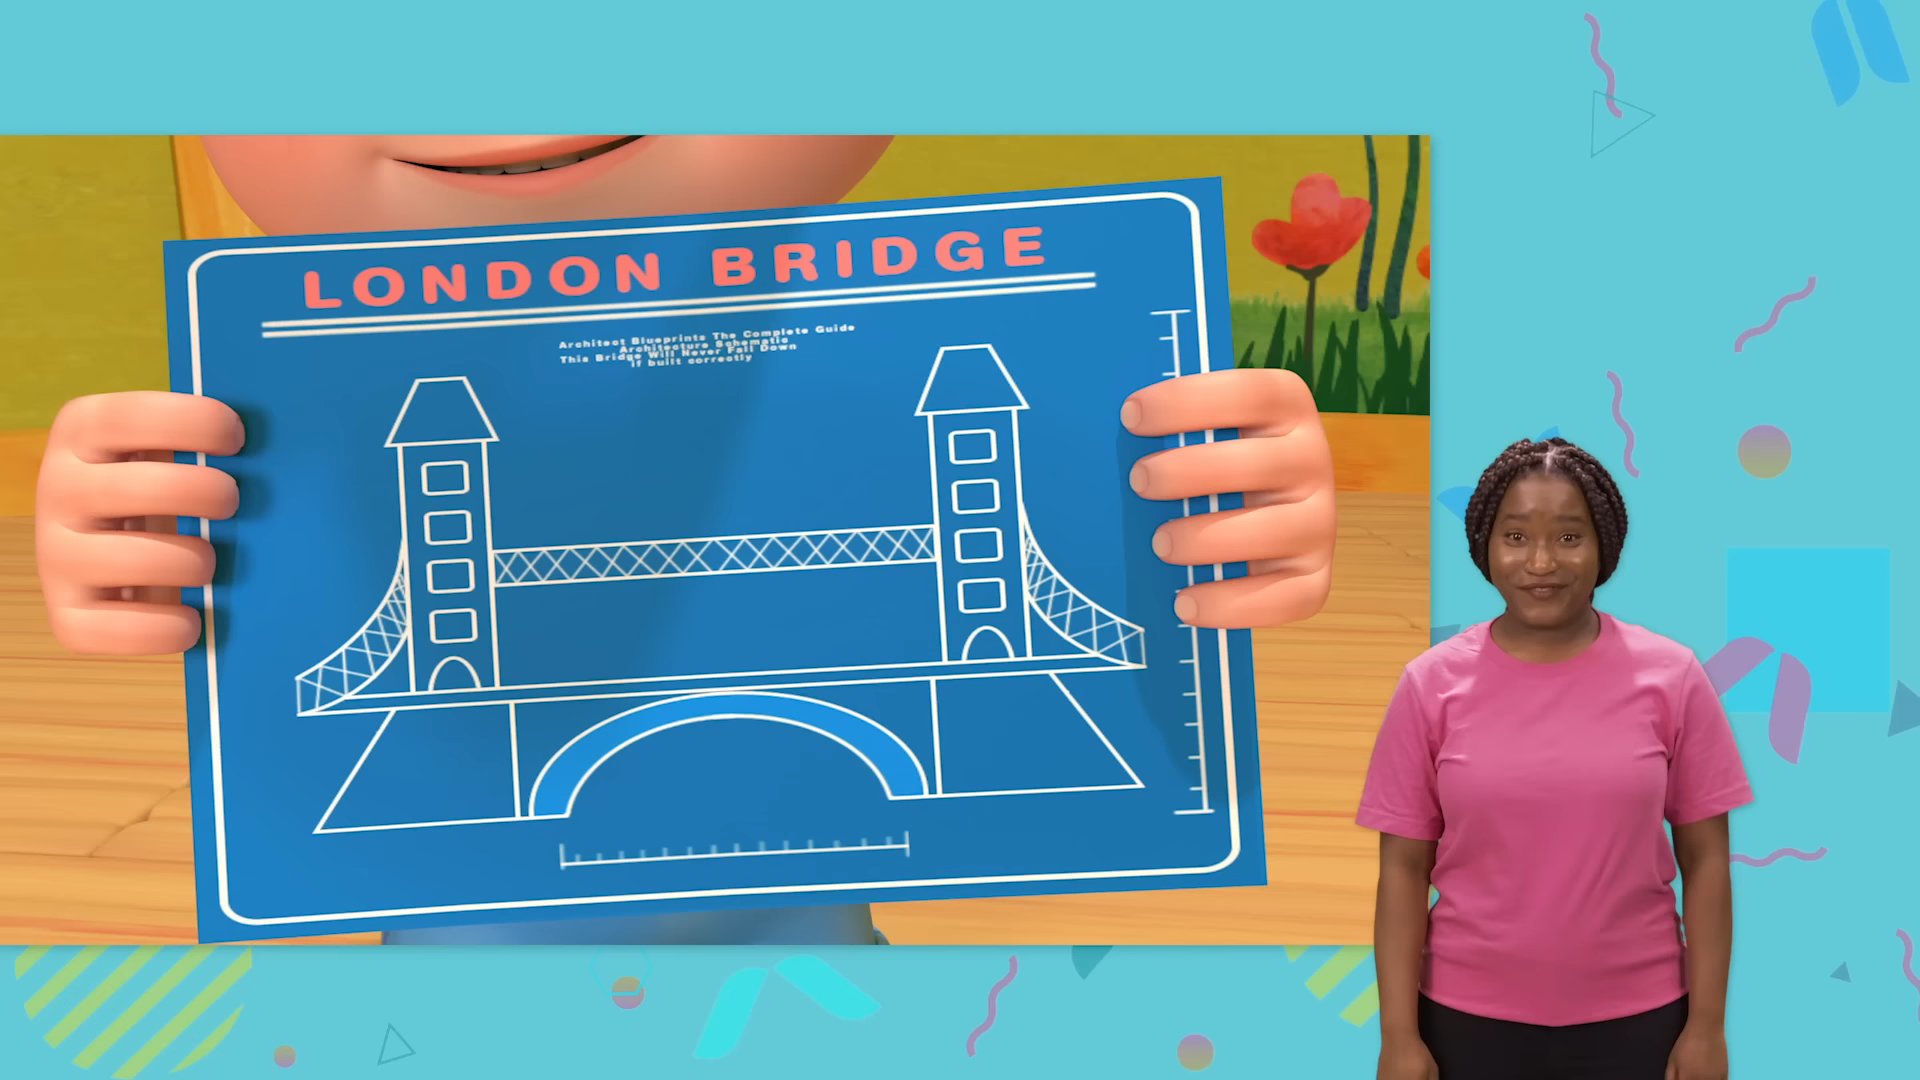 LONDON BRIDGE
Architect Blueprints The Complete Guide
Architecture Schematic
This Bridge Will Never Fall Down
if built correctly